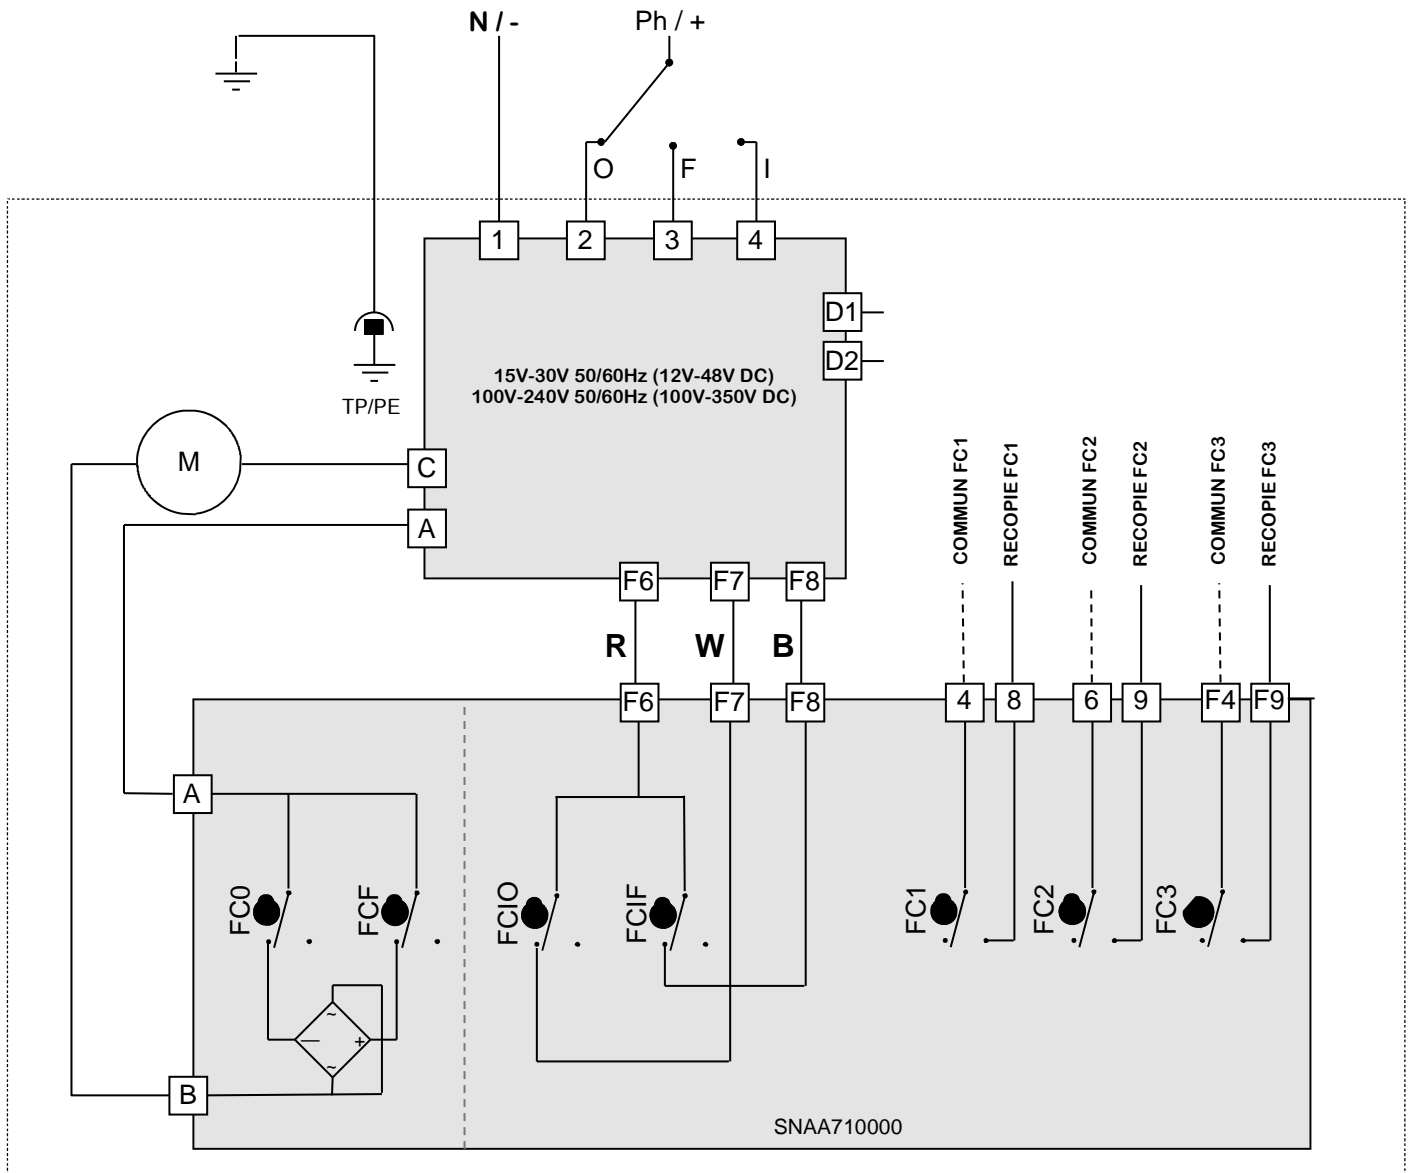 N / -
Ph / +
O
F
I
1
2
3
4
D1
D2
15V-30V 50/60Hz (12V-48V DC)
100V-240V 50/60Hz (100V-350V DC)
TP/PE
M
C
A
F6
F7
F8
R
W
B
COMMUN FC1
RECOPIE FC1
COMMUN FC2
RECOPIE FC2
COMMUN FC3
RECOPIE FC3
F6
F7
F8
4
8
6
9
F4
F9
A
FC0
FCF
FCIO
FCIF
FC1
FC2
FC3
~
— +
~
B
SNAA710000